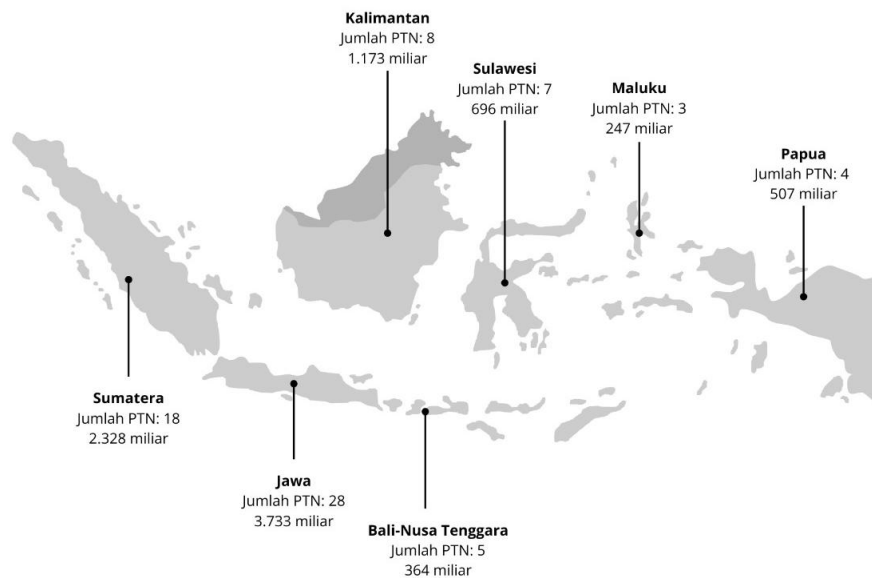 Kalimantan
Jumlah PTN: 8
1.173 miliar
Sulawesi
Jumlah PTN: 7
696 miliar
Maluku
Jumlah PTN: 3
247 miliar
Papua
Jumlah PTN: 4
507 miliar
Sumatera
Jumlah PTN: 18
2.328 miliar
Jawa
Jumlah PTN: 28
3.733 miliar
Bali-Nusa Tenggara
Jumlah PTN: 5
364 miliar